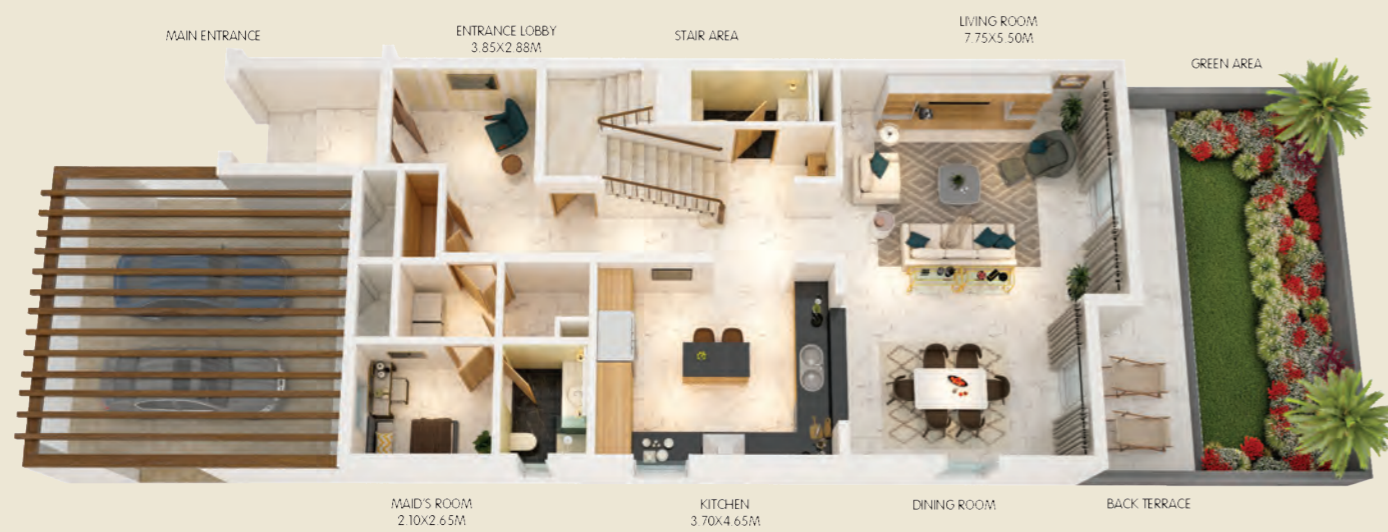 MAIN ENTRANCE
ENTRANCE LOBBY
3.85X2.88M
STAIR AREA
LIVING ROOM
7.75X5.50M
GREEN AREA
MAID'S ROOM
2.10X2.65M
KITCHEN
3.70X4.65M
DINING ROOM
BACK TERRACE